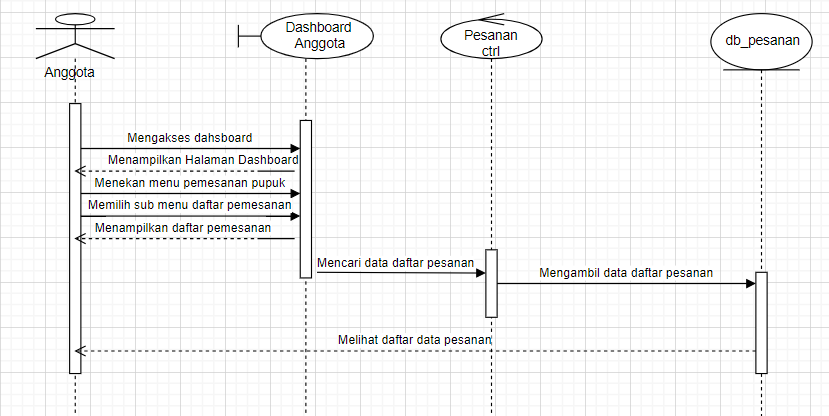 Anggota
Dashboard
Anggota
Pesanan
ctrl
db_pesanan
Mengakses dahsboard
Menampilkan Halaman Dashboard
Menekan menu pemesanan pupuk
Memilih sub menu daftar pemesanan
Menampilkan daftar pemesanan
Mencari data daftar pesanan
Mengambil data daftar pesanan
Melihat daftar data pesanan